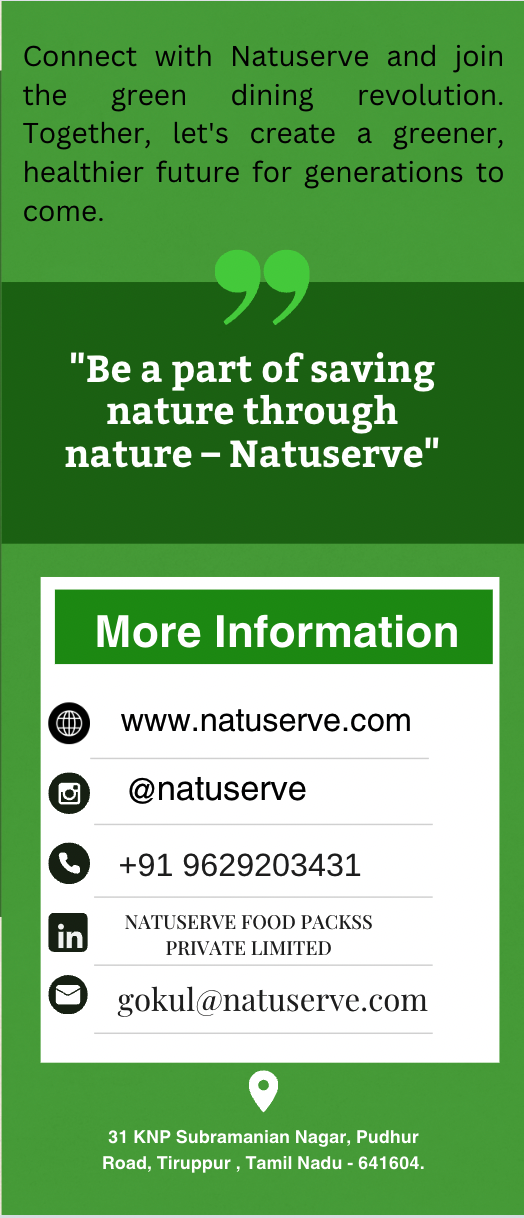 Connect with Natuserve and join
the green dining revolution.
Together, let's create a greener,
healthier future for generations to
come.
"Be a part of saving
nature through
nature – Natuserve"
More Information
www.natuserve.com
@natuserve
+91 9629203431
in
NATUSERVE FOOD PACKSS
PRIVATE LIMITED
gokul@natuserve.com
31 KNP Subramanian Nagar, Pudhur
Road, Tiruppur , Tamil Nadu - 641604.